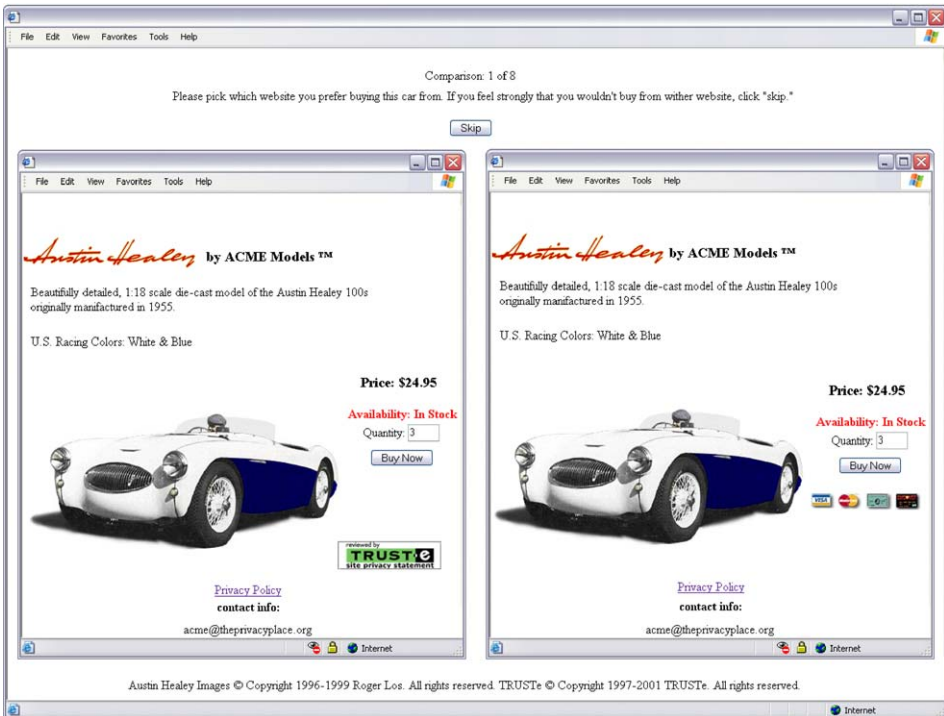 File Edit View Favorites Tools Help
Comparison: 1 of 8
Please pick which website you prefer buying this car from. If you feel strongly that you wouldn't buy from wither website, click "skip."
Skip
File Edit View Favorites Tools Help
Austin Healey by ACME Models ™
Beautifully detailed, 1:18 scale die-cast model of the Austin Healey 100s
originally manifactured in 1955.
U.S. Racing Colors: White & Blue
Price: $24.95
Availability: In Stock
Quantity: 3
Buy Now
reviewed by
TRUST·e
site privacy statement
Privacy Policy
contact info:
acme@theprivacyplace.org
Internet
File Edit View Favorites Tools Help
Austin Healey by ACME Models ™
Beautifully detailed, 1:18 scale die-cast model of the Austin Healey 100s
originally manifactured in 1955.
U.S. Racing Colors: White & Blue
Price: $24.95
Availability: In Stock
Quantity: 3
Buy Now
VISA
Privacy Policy
contact info:
acme@theprivacyplace.org
Internet
Austin Healey Images © Copyright 1996-1999 Roger Los. All rights reserved. TRUSTe © Copyright 1997-2001 TRUSTe. All rights reserved.
Internet